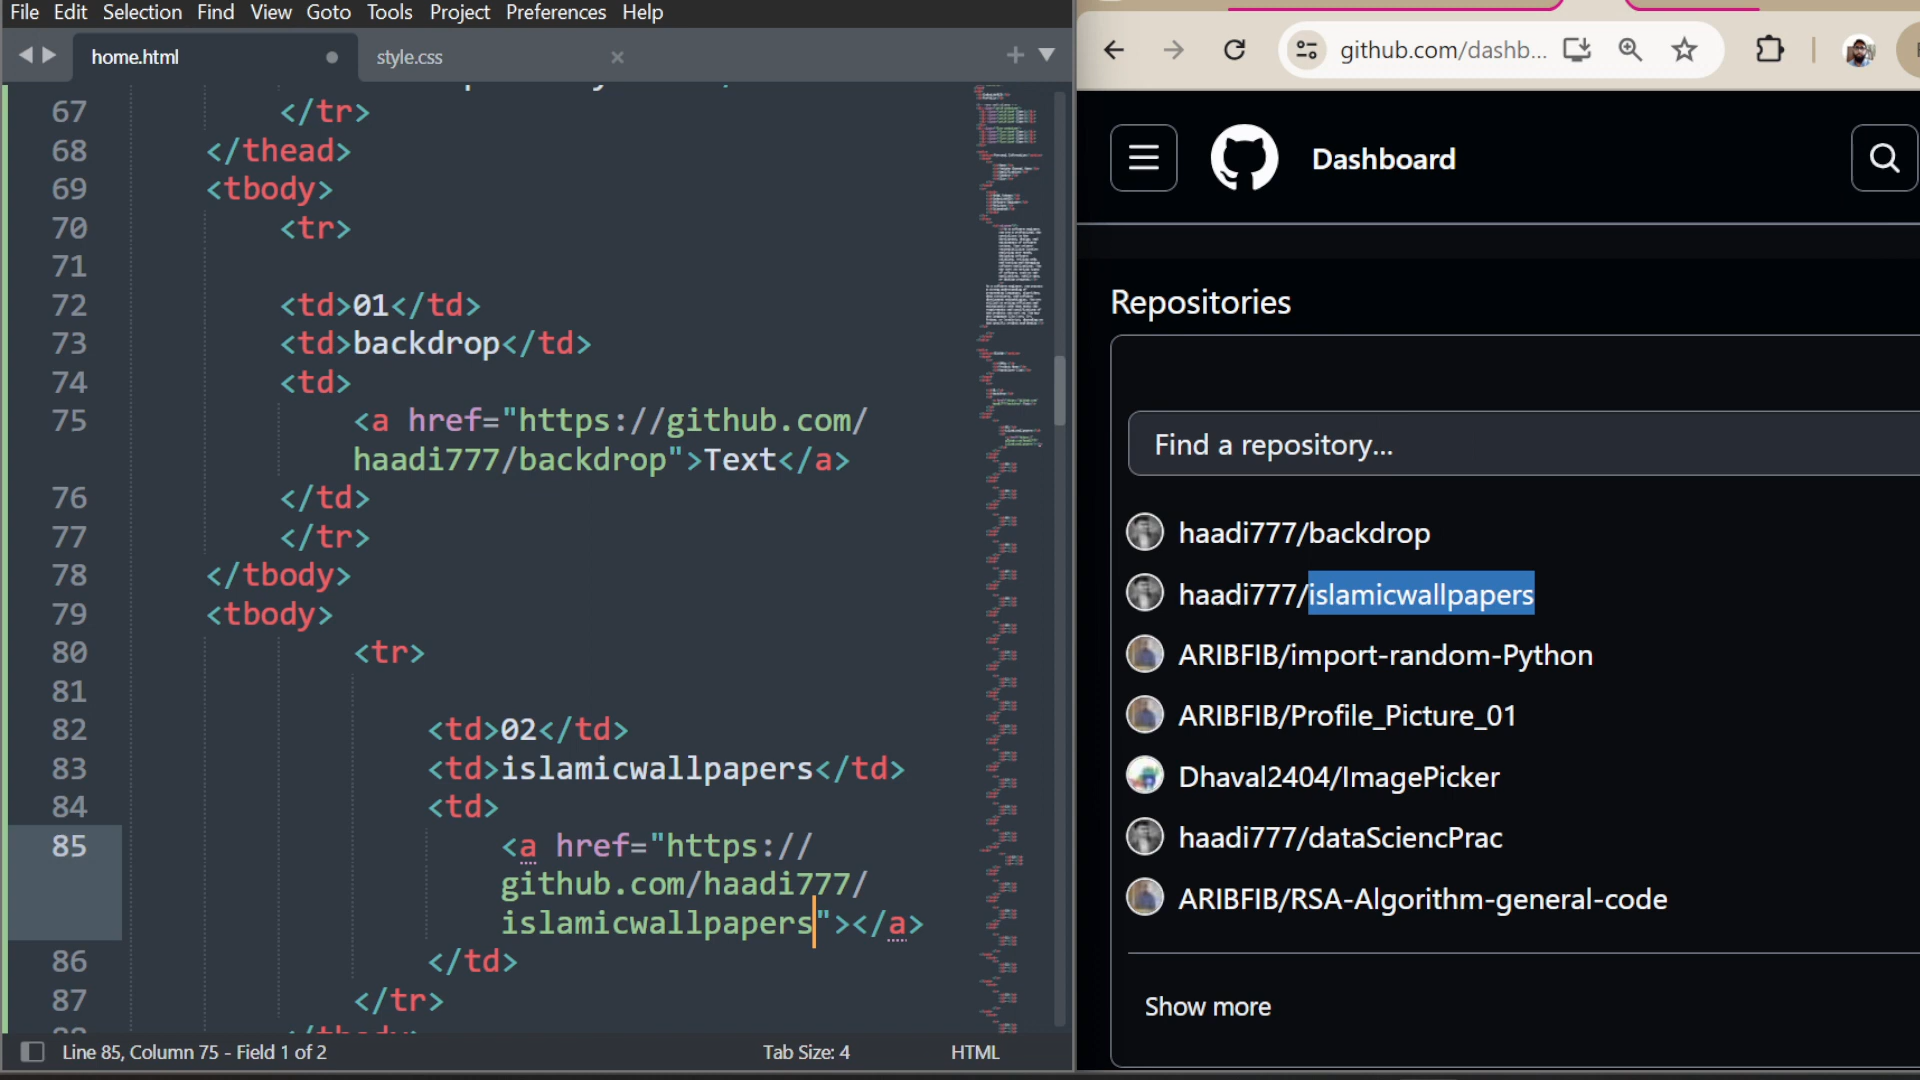 File Edit Selection Find View Goto Tools Project Preferences Help
home.html style.css
67 </tr>
68 </thead>
69 <tbody>
70 <tr>
71
72 <td>01</td>
73 <td>backdrop</td>
74 <td>
75 <a href="https://github.com/
haadi777/backdrop">Text</a>
76 </td>
77 </tr>
78 </tbody>
79 <tbody>
80 <tr>
81
82 <td>02</td>
83 <td>islamicwallpapers</td>
84 <td>
85 <a href="https://
github.com/haadi777/
islamicwallpapers"></a>
86 </td>
87 </tr>
Line 85, Column 75 - Field 1 of 2 Tab Size: 4 HTML
github.com/dashb...
Dashboard
Repositories
Find a repository...
haadi777/backdrop
haadi777/islamicwallpapers
ARIBFIB/import-random-Python
ARIBFIB/Profile_Picture_01
Dhaval2404/ImagePicker
haadi777/dataSciencPrac
ARIBFIB/RSA-Algorithm-general-code
Show more